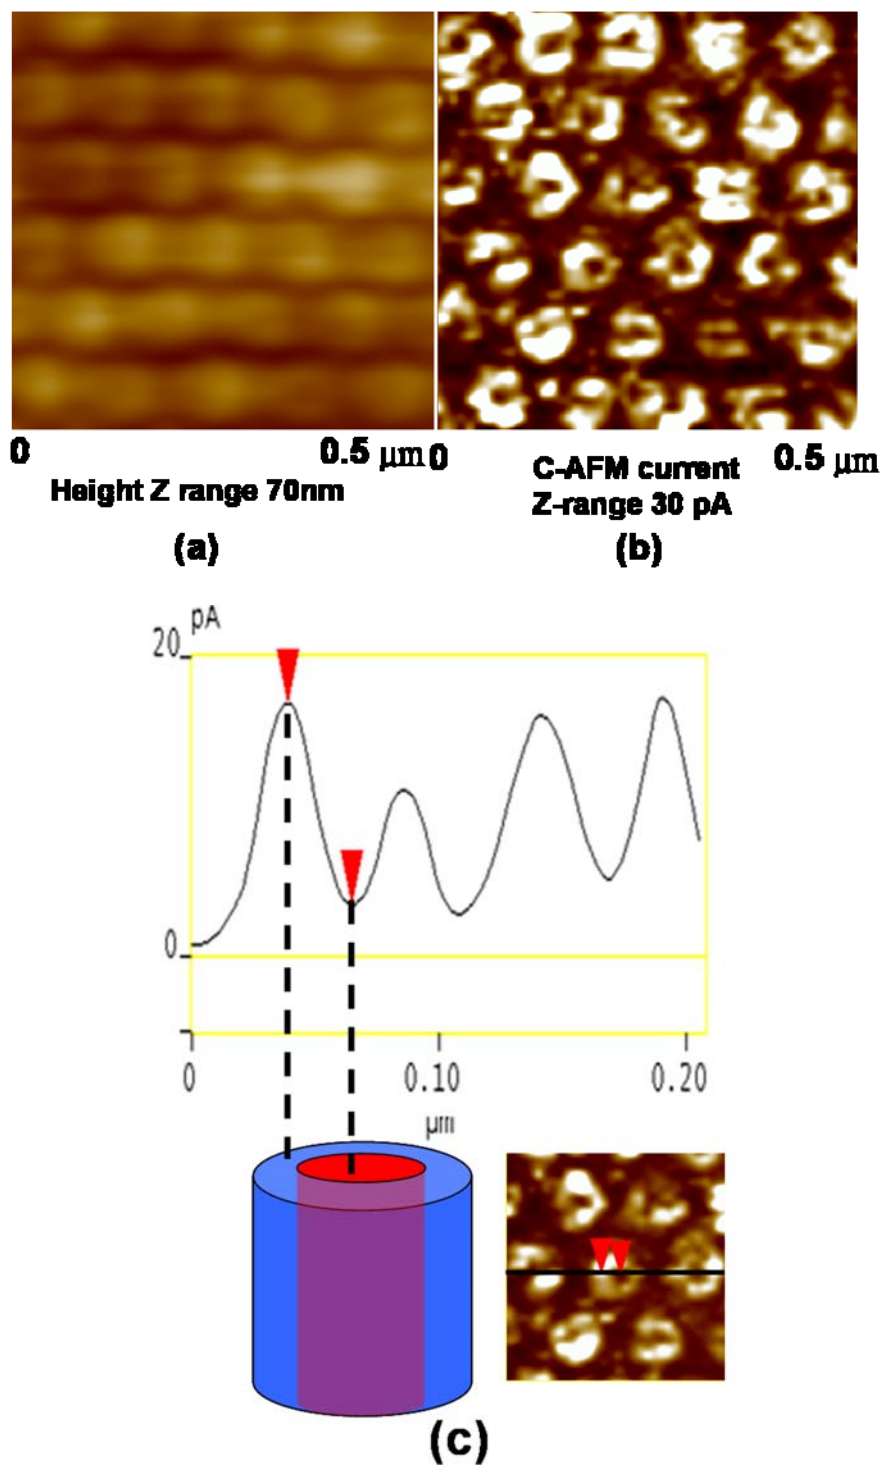 0 0.5 μm 0 0.5 μm
Height Z range 70nm
C-AFM current
Z-range 30 pA
(a) (b)
pA
20
0
0 0.10 0.20
μm
(c)